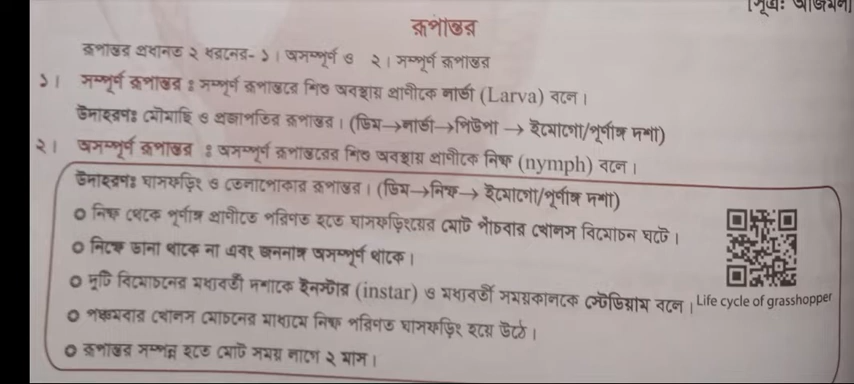 [সূত্র: আজমল]
রূপান্তর
রূপান্তর প্রধানত ২ ধরনের- ১। অসম্পূর্ণ ও ২। সম্পূর্ণ রূপান্তর
১। সম্পূর্ণ রূপান্তর : সম্পূর্ণ রূপান্তরে শিশু অবস্থায় প্রাণীকে লার্ভা (Larva) বলে।
উদাহরণঃ মৌমাছি ও প্রজাপতির রূপান্তর। (ডিম→লার্ভা→পিউপা → ইমোগো/পূর্ণাঙ্গ দশা)
২। অসম্পূর্ণ রূপান্তর : অসম্পূর্ণ রূপান্তরের শিশু অবস্থায় প্রাণীকে নিম্ফ (nymph) বলে।
উদাহরণঃ ঘাসফড়িং ও তেলাপোকার রূপান্তর। (ডিম→নিম্ফ→ ইমোগো/পূর্ণাঙ্গ দশা)
নিম্ফ থেকে পূর্ণাঙ্গ প্রাণীতে পরিণত হতে ঘাসফড়িংয়ের মোট পাঁচবার খোলস বিমোচন ঘটে।
নিম্ফে ডানা থাকে না এবং জননাঙ্গ অসম্পূর্ণ থাকে।
দুটি বিমোচনের মধ্যবর্তী দশাকে ইনস্টার (instar) ও মধ্যবর্তী সময়কালকে স্টেডিয়াম বলে।
Life cycle of grasshopper
পঞ্চমবার খোলস মোচনের মাধ্যমে নিম্ফ পরিণত ঘাসফড়িং হয়ে উঠে।
রূপান্তর সম্পন্ন হতে মোট সময় লাগে ২ মাস।